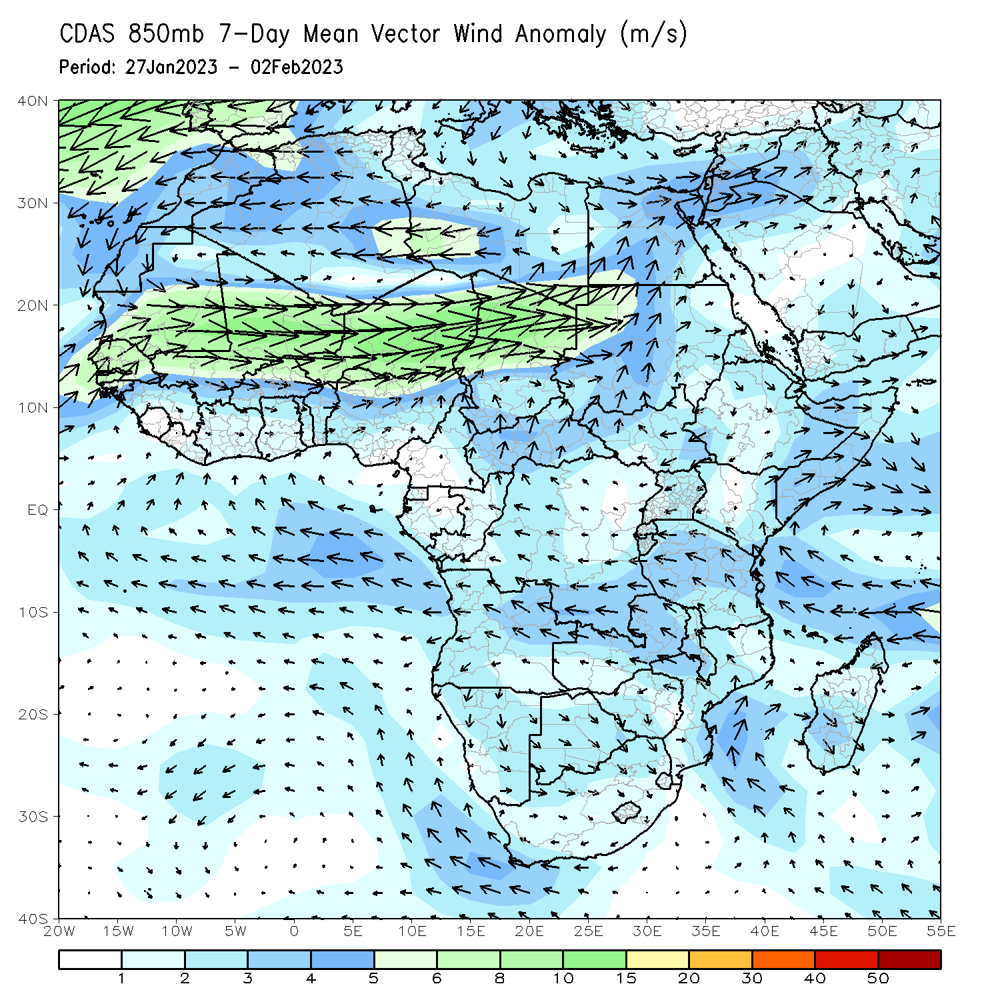 CDAS 850mb 7-Day Mean Vector Wind Anomaly (m/s)
Period: 27Jan2023 - 02Feb2023
40N
30N
20N
10N
EQ
10S
20S
30S
40S
20W 15W 10W 5W 0 5E 10E 15E 20E 25E 30E 35E 40E 45E 50E 55E
1 2 3 4 5 6 8 10 15 20 30 40 50